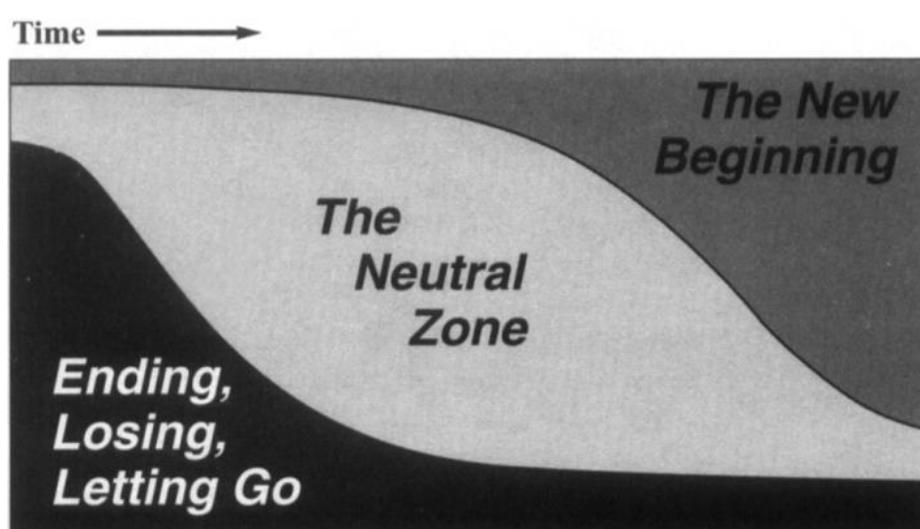 Time
The New
Beginning
The
Neutral
Zone
Ending,
Losing,
Letting Go